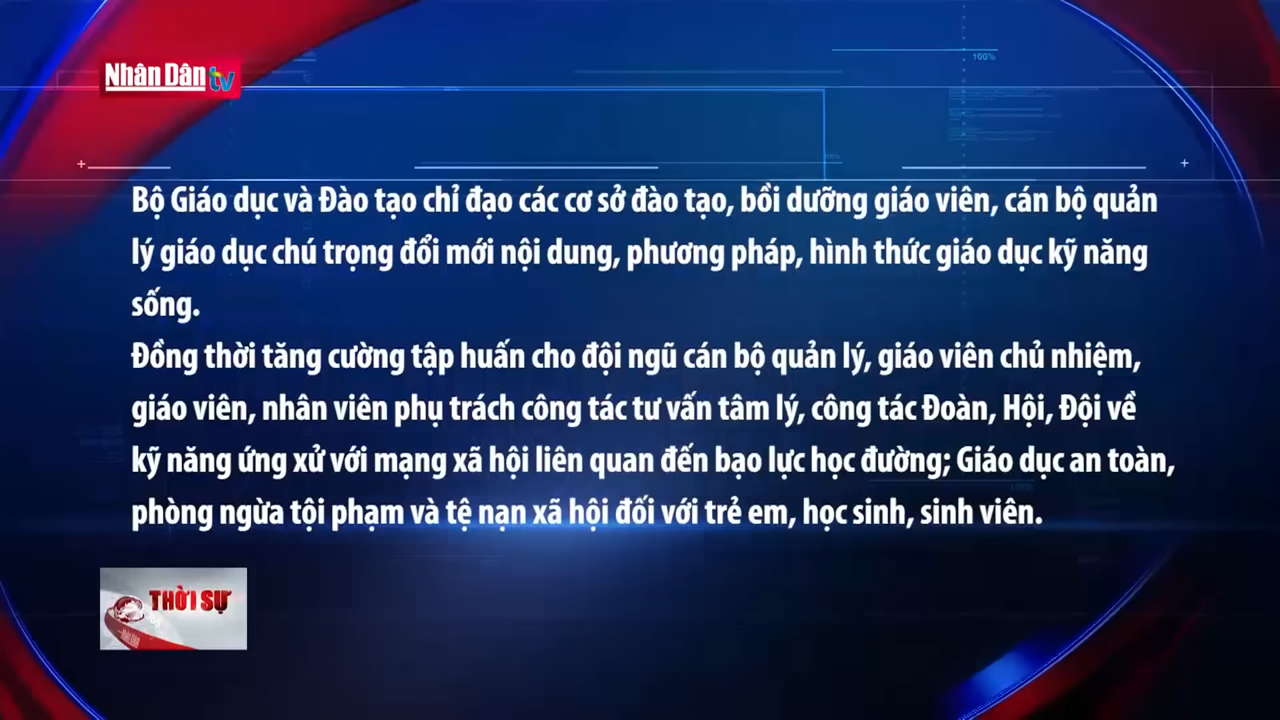 Nhân Dân tv
100%
Bộ Giáo dục và Đào tạo chỉ đạo các cơ sở đào tạo, bồi dưỡng giáo viên, cán bộ quản
lý giáo dục chú trọng đổi mới nội dung, phương pháp, hình thức giáo dục kỹ năng
sống.
Đồng thời tăng cường tập huấn cho đội ngũ cán bộ quản lý, giáo viên chủ nhiệm,
giáo viên, nhân viên phụ trách công tác tư vấn tâm lý, công tác Đoàn, Hội, Đội về
kỹ năng ứng xử với mạng xã hội liên quan đến bạo lực học đường; Giáo dục an toàn,
phòng ngừa tội phạm và tệ nạn xã hội đối với trẻ em, học sinh, sinh viên.
THỜI SỰ